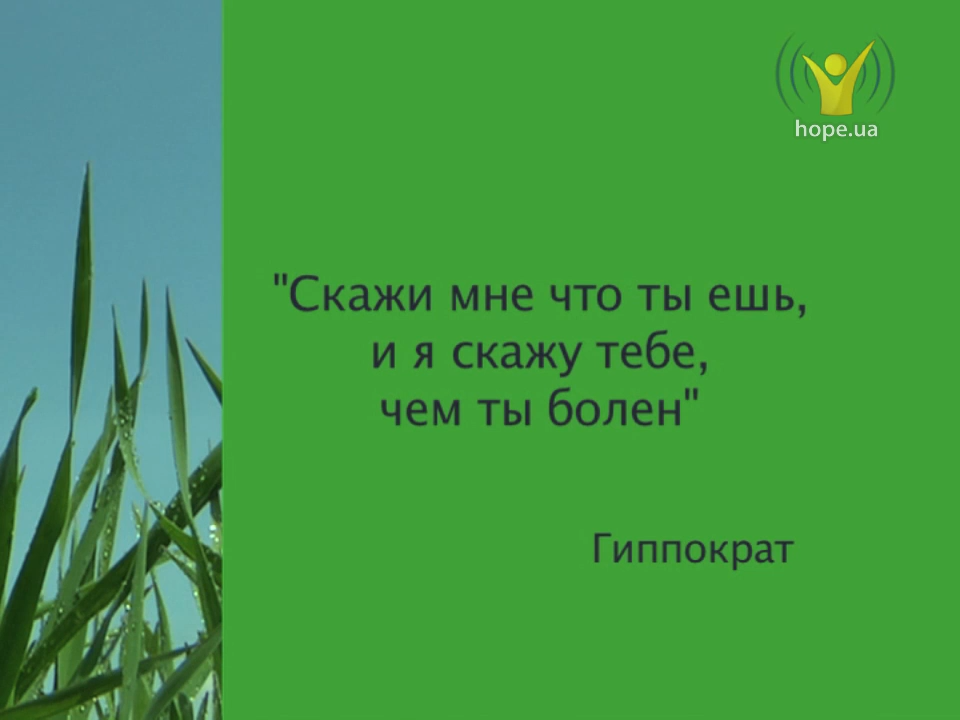 hope.ua
"Скажи мне что ты ешь,
и я скажу тебе,
чем ты болен"
Гиппократ